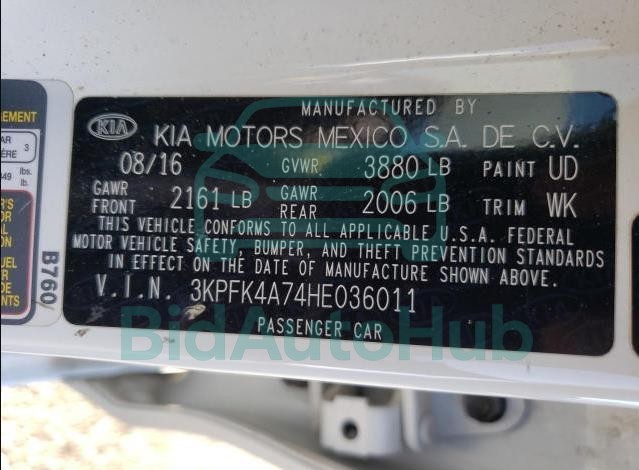 MANUFACTURED BY
KIA KIA MOTORS MEXICO S.A. DE C.V.
08/16 GVWR 3880 LB PAINT UD
GAWR FRONT 2161 LB GAWR REAR 2006 LB TRIM WK
THIS VEHICLE CONFORMS TO ALL APPLICABLE U.S.A. FEDERAL
MOTOR VEHICLE SAFETY, BUMPER, AND THEFT PREVENTION STANDARDS
IN EFFECT ON THE DATE OF MANUFACTURE SHOWN ABOVE.
V.I.N. 3KPFK4A74HE036011
PASSENGER CAR
BidAutoHub
B760
3
lbs.